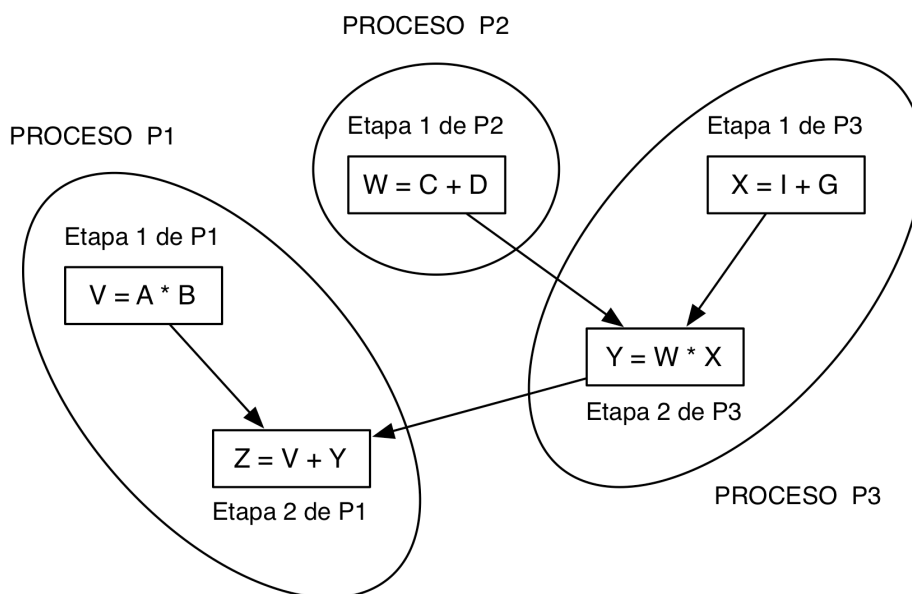 PROCESO P2
Etapa 1 de P2
W = C + D
Etapa 1 de P3
X = I + G
PROCESO P1
Etapa 1 de P1
V = A * B
Y = W * X
Etapa 2 de P3
Z = V + Y
Etapa 2 de P1
PROCESO P3